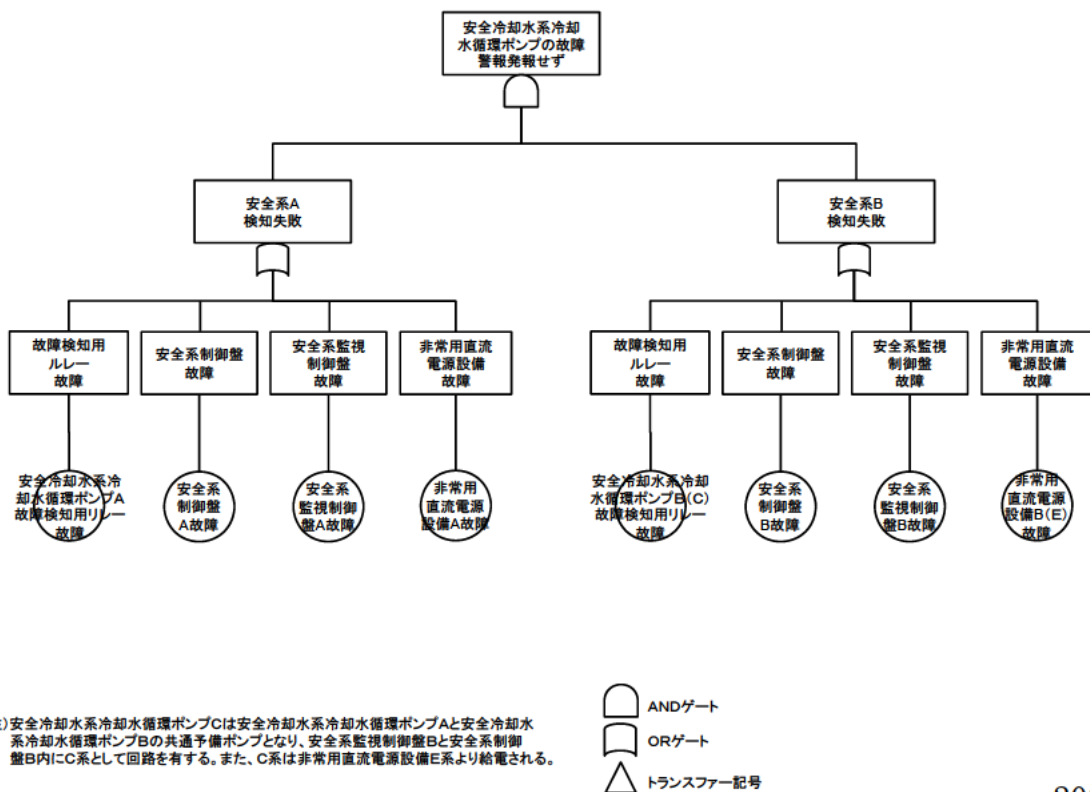 安全冷却水系冷却
水循環ポンプの故障
警報発報せず
安全系A
検知失敗
安全系B
検知失敗
故障検知用
ルレー
故障
安全系制御盤
故障
安全系監視
制御盤
故障
非常用直流
電源設備
故障
故障検知用
ルレー
故障
安全系制御盤
故障
安全系監視
制御盤
故障
非常用直流
電源設備
故障
安全冷却水系冷
却水循環ポンプA
故障検知用リレー
故障
安全系
制御盤
A故障
安全系
監視制御
盤A故障
非常用
直流電源
設備A故障
安全冷却水系冷却
水循環ポンプB(C)
故障検知用リレー
故障
安全系
制御盤
B故障
安全系
監視制御
盤B故障
非常用
直流電源
設備B(E)
故障
)安全冷却水系冷却水循環ポンプCは安全冷却水系冷却水循環ポンプAと安全冷却水
系冷却水循環ポンプBの共通予備ポンプとなり、安全系監視制御盤Bと安全系制御
盤B内にC系として回路を有する。また、C系は非常用直流電源設備E系より給電される。
ANDゲート
ORゲート
トランスファー記号